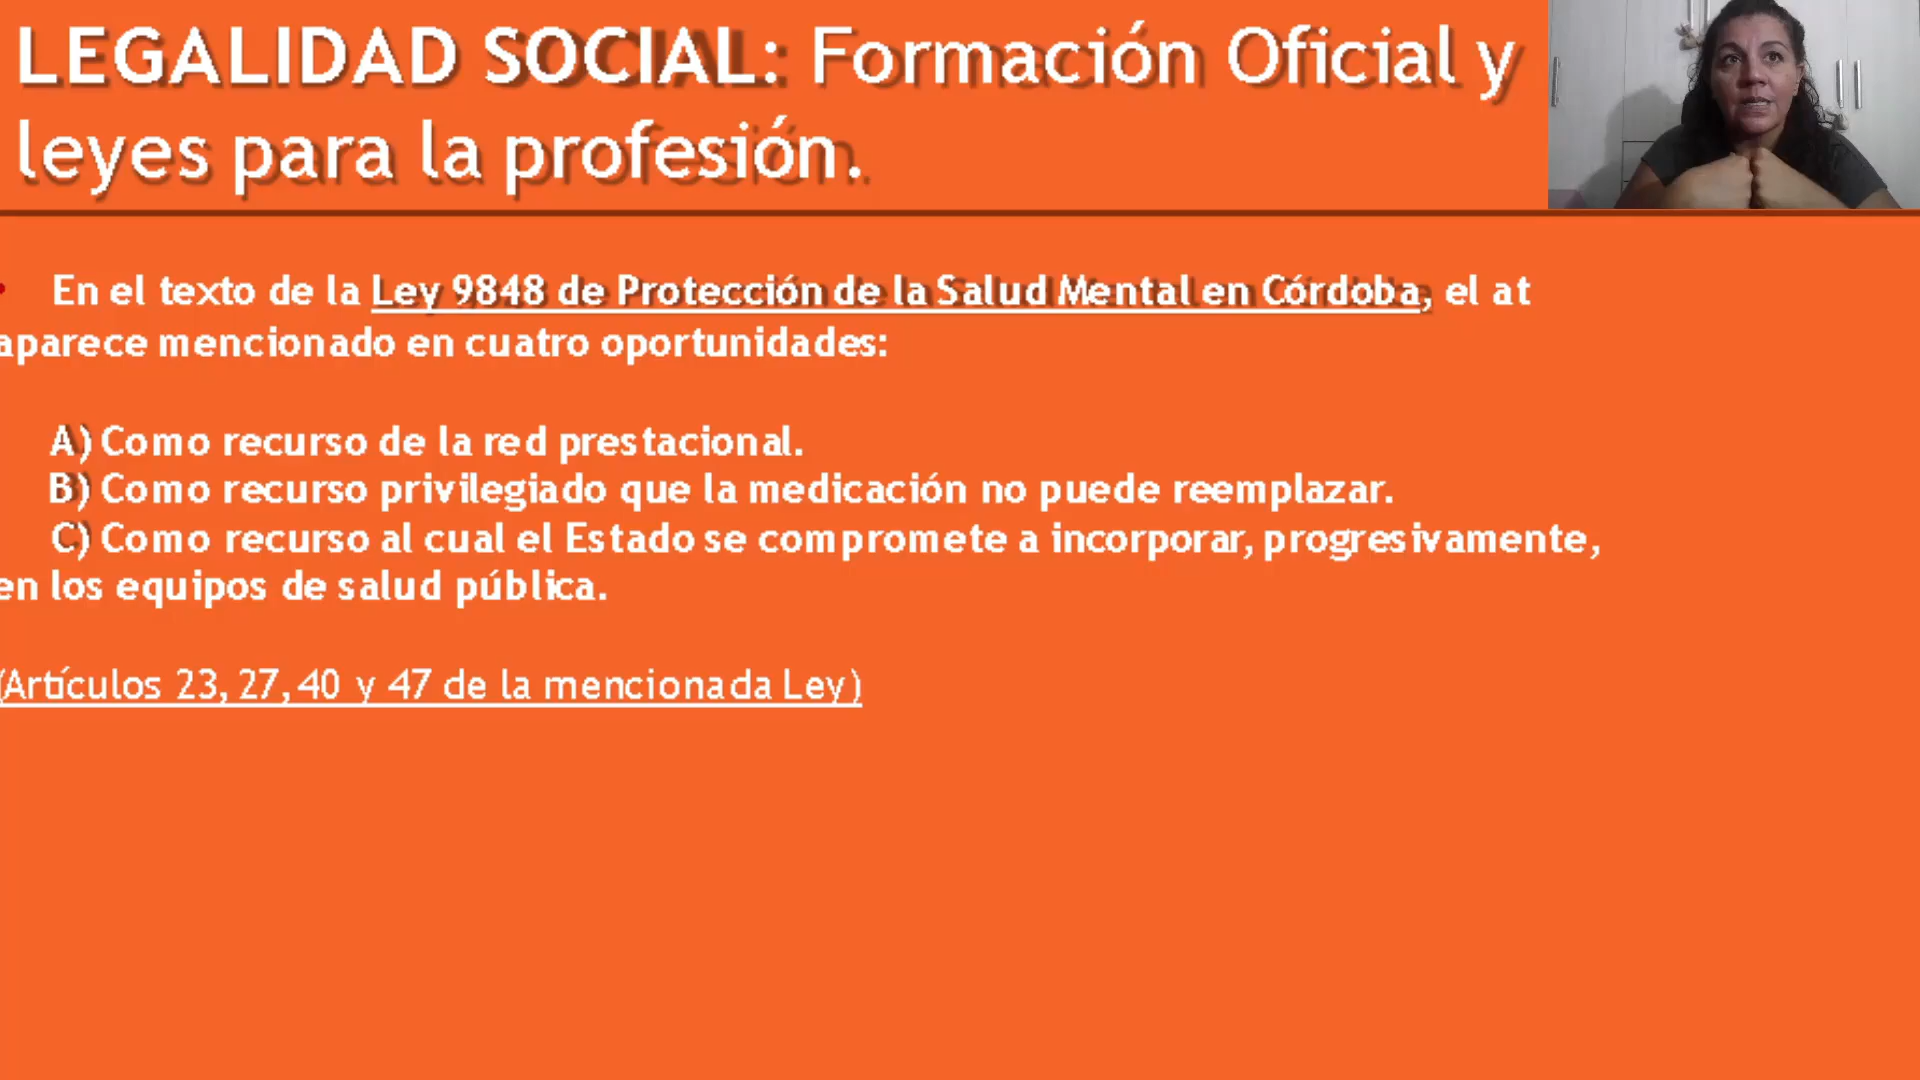 LEGALIDAD SOCIAL: Formación Oficial y
leyes para la profesión.
• En el texto de la Ley 9848 de Protección de la Salud Mental en Córdoba, el at
aparece mencionado en cuatro oportunidades:
A) Como recurso de la red prestacional.
B) Como recurso privilegiado que la medicación no puede reemplazar.
C) Como recurso al cual el Estado se compromete a incorporar, progresivamente,
en los equipos de salud pública.
(Artículos 23, 27, 40 y 47 de la mencionada Ley)